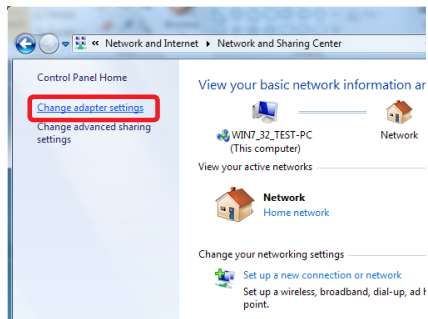 « Network and Internet ▸ Network and Sharing Center
Control Panel Home
Change adapter settings
Change advanced sharing
settings
View your basic network information
WIN7_32_TEST-PC
(This computer)
Network
View your active networks
Network
Home network
Change your networking settings
Set up a new connection or network
Set up a wireless, broadband, dial-up, ad
point.